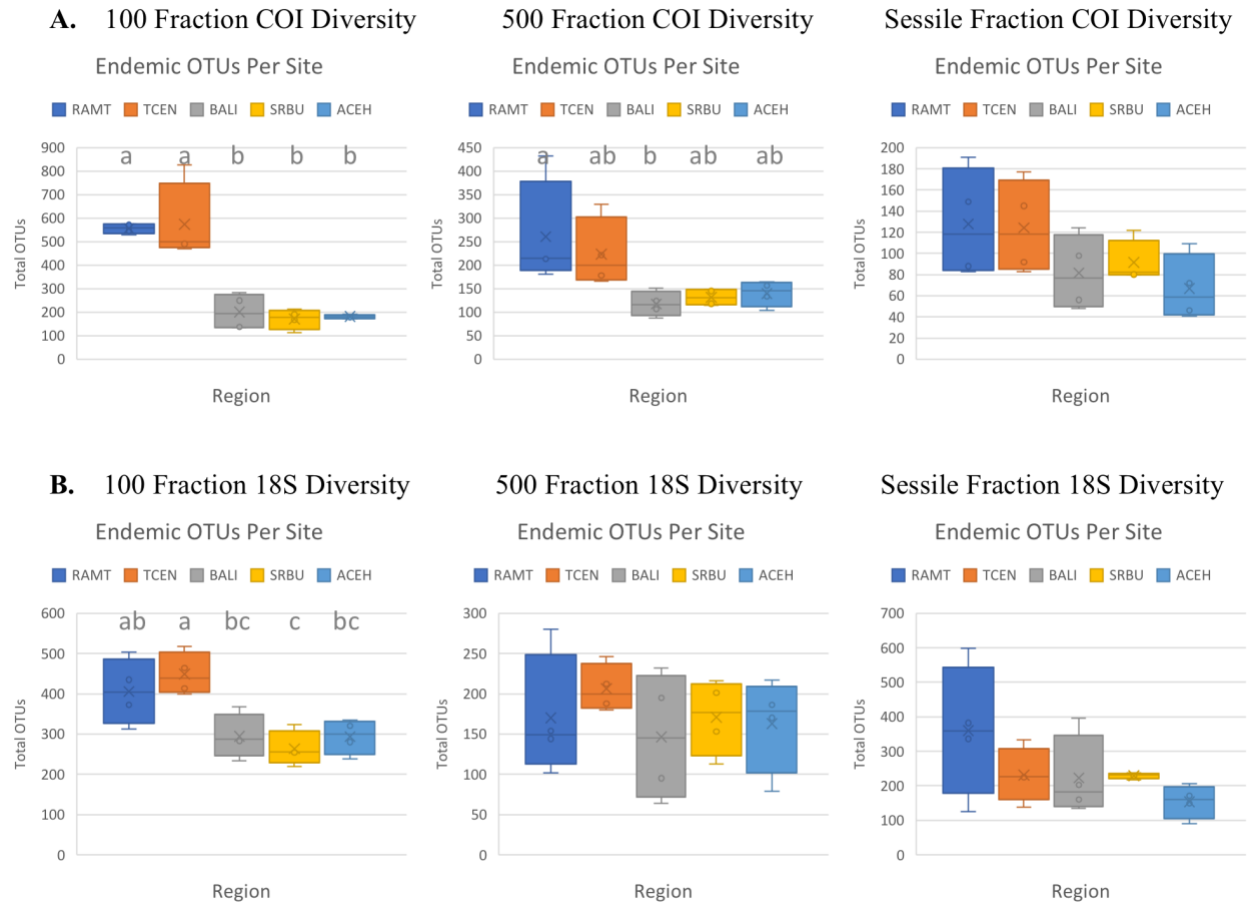 A. 100 Fraction COI Diversity
Endemic OTUs Per Site
RAMT TCEN BALI SRBU ACEH
900
800
700
600
500
400
300
200
100
0
a a b b b
Total OTUs
Region
500 Fraction COI Diversity
Endemic OTUs Per Site
RAMT TCEN BALI SRBU ACEH
450
400
350
300
250
200
150
100
50
0
a ab b ab ab
Total OTUs
Region
Sessile Fraction COI Diversity
Endemic OTUs Per Site
RAMT TCEN BALI SRBU ACEH
200
180
160
140
120
100
80
60
40
20
0
Total OTUs
Region
B. 100 Fraction 18S Diversity
Endemic OTUs Per Site
RAMT TCEN BALI SRBU ACEH
600
500
400
300
200
100
0
ab a bc c bc
Total OTUs
Region
500 Fraction 18S Diversity
Endemic OTUs Per Site
RAMT TCEN BALI SRBU ACEH
300
250
200
150
100
50
0
Total OTUs
Region
Sessile Fraction 18S Diversity
Endemic OTUs Per Site
RAMT TCEN BALI SRBU ACEH
700
600
500
400
300
200
100
0
Total OTUs
Region